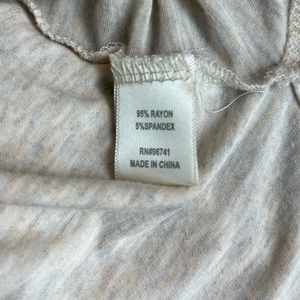 95% RAYON
5%SPANDEX
RN#96741
MADE IN CHINA